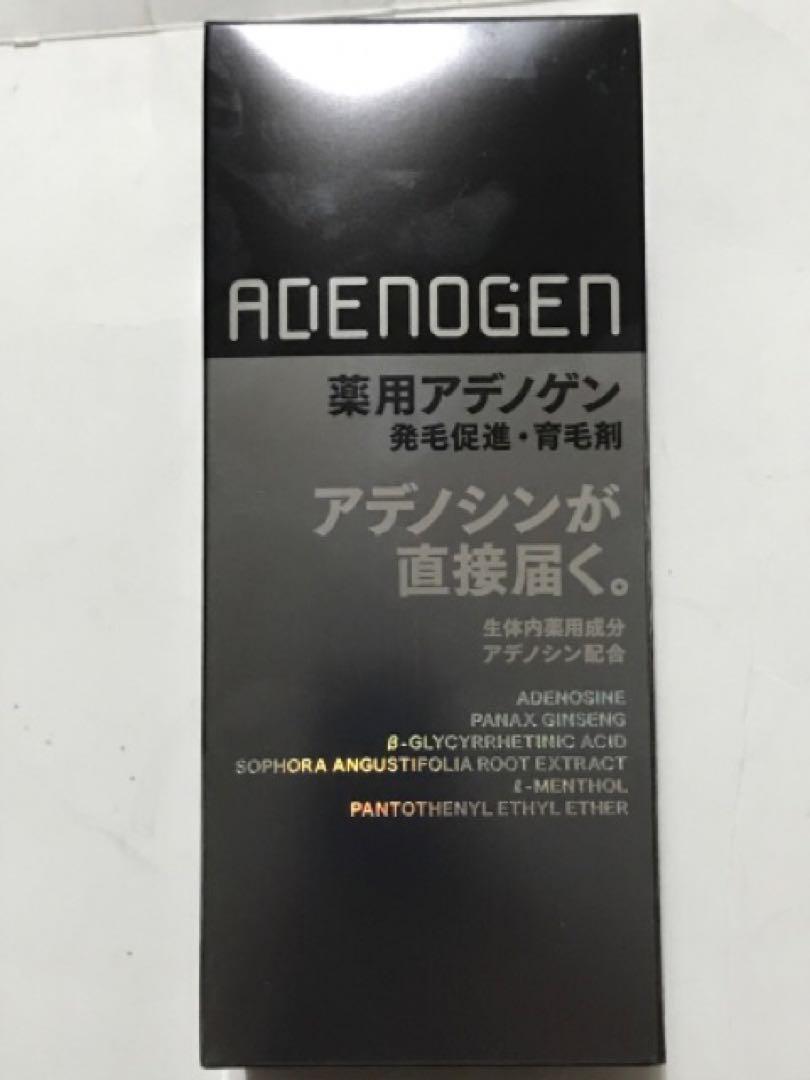 ADENOGEN
薬用アデノゲン
発毛促進・育毛剤
アデノシンが
直接届く。
生体内薬用成分
アデノシン配合
ADENOSINE
PANAX GINSENG
β-GLYCYRRHETINIC ACID
SOPHORA ANGUSTIFOLIA ROOT EXTRACT
ℓ-MENTHOL
PANTOTHENYL ETHYL ETHER